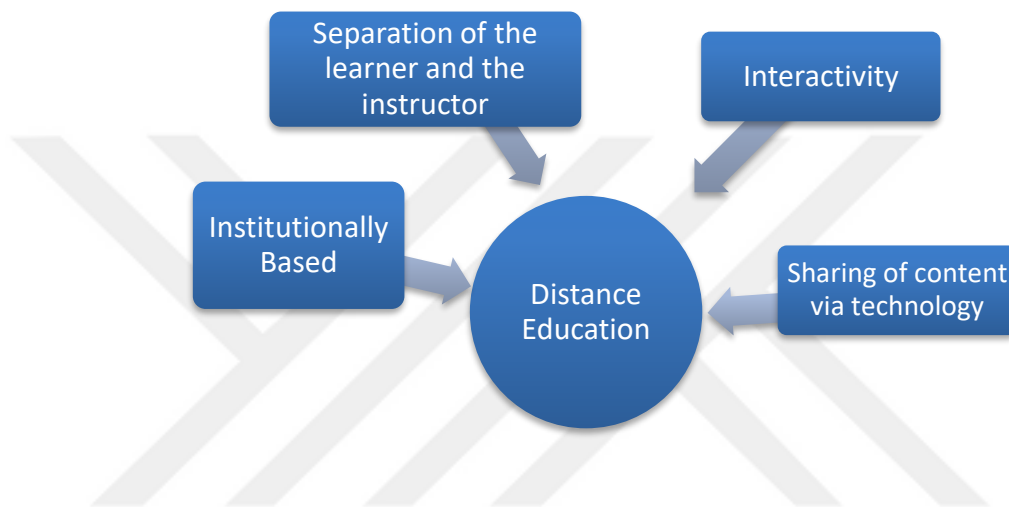 Separation of the
learner and the
instructor
Interactivity
Institutionally
Based
Distance
Education
Sharing of content
via technology